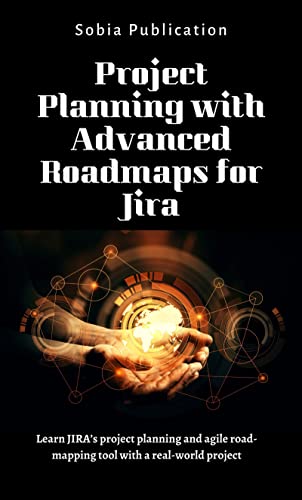 Sobia Publication
Project
Planning with
Advanced
Roadmaps for
Jira
Learn JIRA's project planning and agile road-
mapping tool with a real-world project